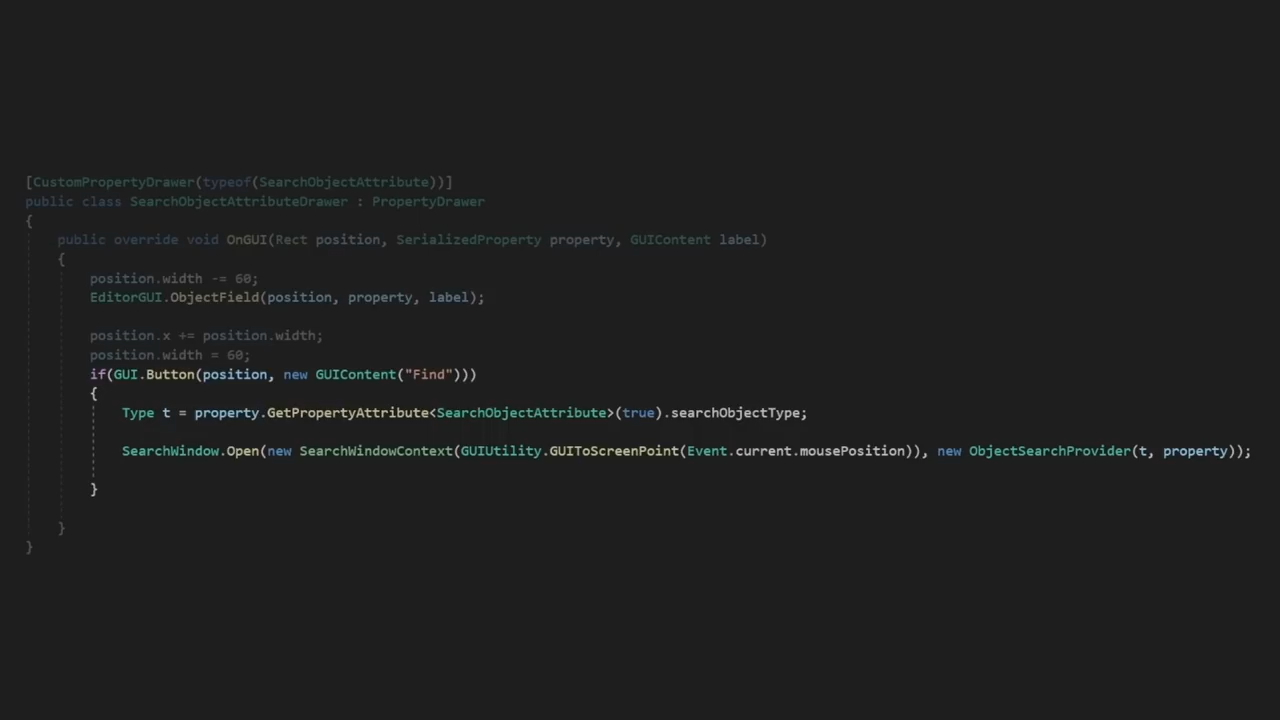 [CustomPropertyDrawer(typeof(SearchObjectAttribute))]
public class SearchObjectAttributeDrawer : PropertyDrawer
{
public override void OnGUI(Rect position, SerializedProperty property, GUIContent label)
{
position.width -= 60;
EditorGUI.ObjectField(position, property, label);
position.x += position.width;
position.width = 60;
if(GUI.Button(position, new GUIContent("Find")))
{
Type t = property.GetPropertyAttribute<SearchObjectAttribute>(true).searchObjectType;
SearchWindow.Open(new SearchWindowContext(GUIUtility.GUIToScreenPoint(Event.current.mousePosition)), new ObjectSearchProvider(t, property));
}
}
}